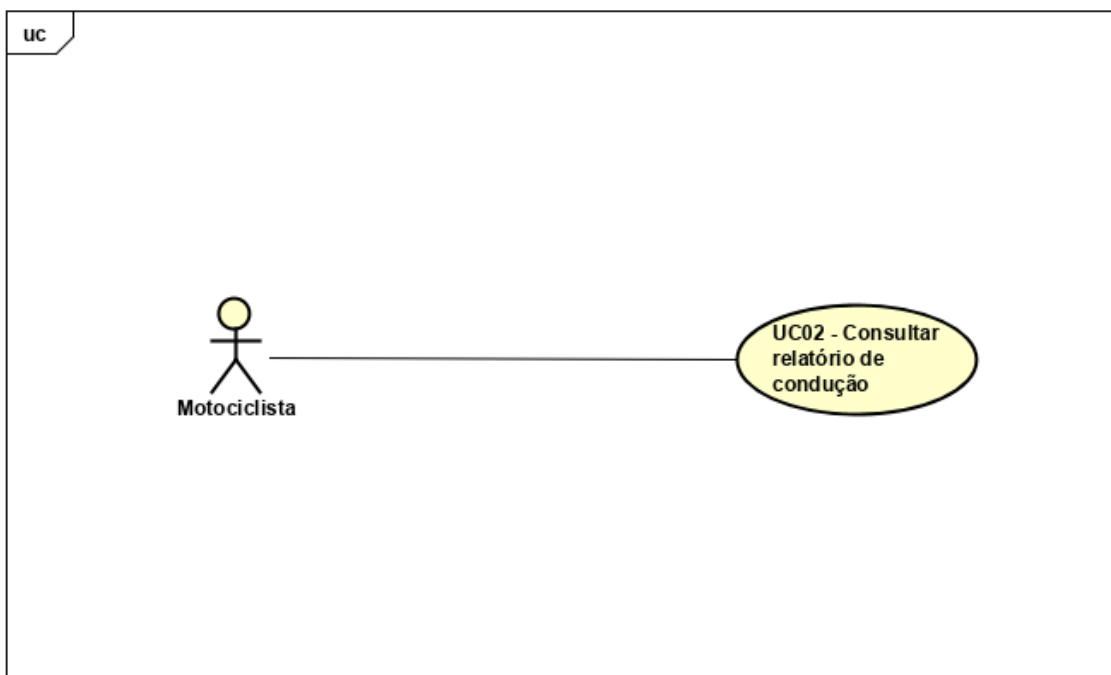 uc
UC02 - Consultar
relatório de
condução
Motociclista